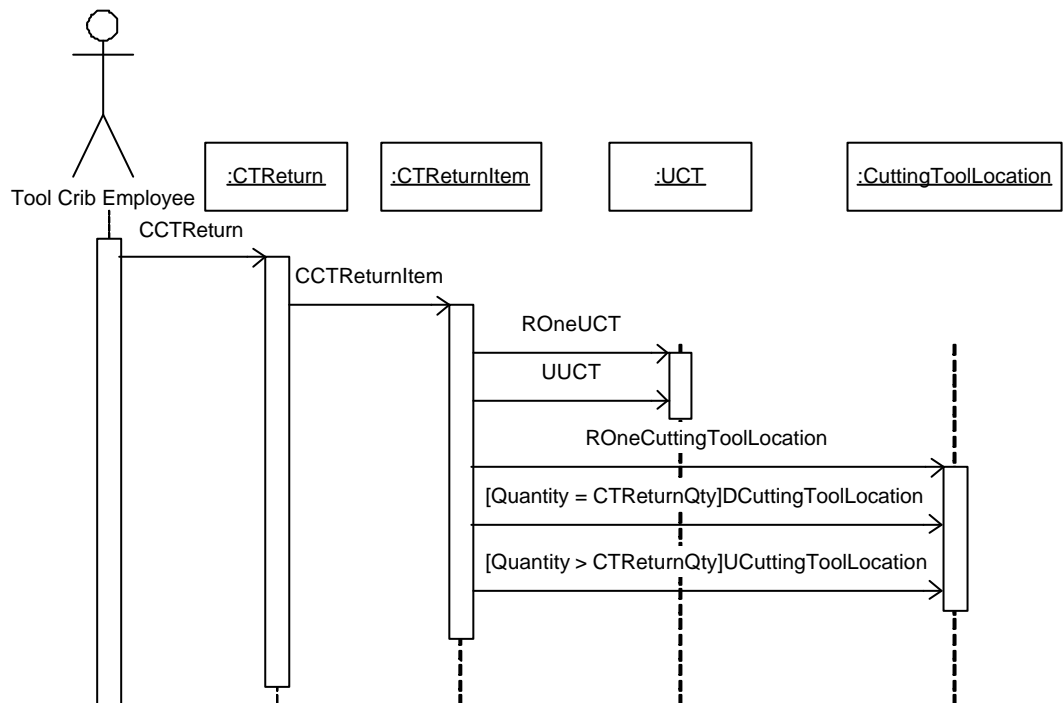 :CTReturn
:CTReturnItem
:UCT
:CuttingToolLocation
Tool Crib Employee
CCTReturn
CCTReturnItem
ROneUCT
UUCT
ROneCuttingToolLocation
[Quantity = CTReturnQty]DCuttingToolLocation
[Quantity > CTReturnQty]UCuttingToolLocation